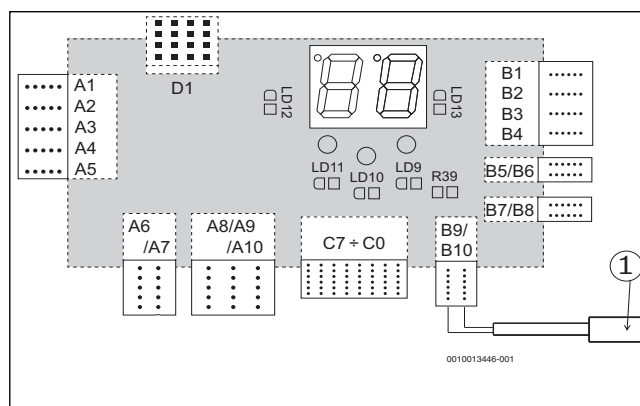 D1
A1
A2
A3
A4
A5
LD12
LD13
B1
B2
B3
B4
LD11
LD10
LD9
R39
B5/B6
B7/B8
A6
/A7
A8/A9
/A10
C7 ÷ C0
B9/
B10
1
0010013446-001